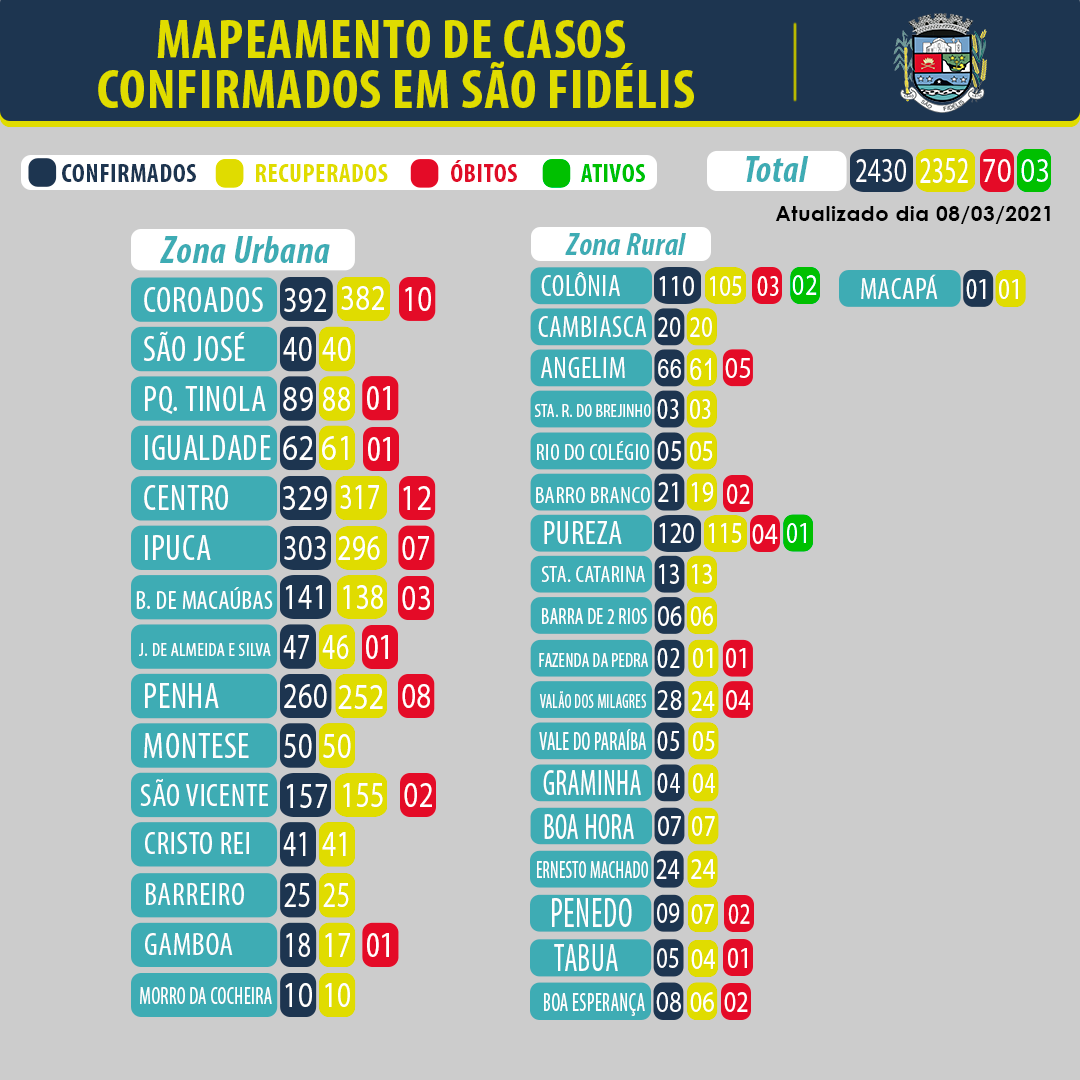 MAPEAMENTO DE CASOS
CONFIRMADOS EM SÃO FIDÉLIS
SÃO FIDÉLIS
CONFIRMADOS RECUPERADOS ÓBITOS ATIVOS
Total 2430 2352 70 03
Atualizado dia 08/03/2021
Zona Urbana
COROADOS 392 382 10
SÃO JOSÉ 40 40
PQ. TINOLA 89 88 01
IGUALDADE 62 61 01
CENTRO 329 317 12
IPUCA 303 296 07
B. DE MACAÚBAS 141 138 03
J. DE ALMEIDA E SILVA 47 46 01
PENHA 260 252 08
MONTESE 50 50
SÃO VICENTE 157 155 02
CRISTO REI 41 41
BARREIRO 25 25
GAMBOA 18 17 01
MORRO DA COCHEIRA 10 10
Zona Rural
COLÔNIA 110 105 03 02
CAMBIASCA 20 20
ANGELIM 66 61 05
STA. R. DO BREJINHO 03 03
RIO DO COLÉGIO 05 05
BARRO BRANCO 21 19 02
PUREZA 120 115 04 01
STA. CATARINA 13 13
BARRA DE 2 RIOS 06 06
FAZENDA DA PEDRA 02 01 01
VALÃO DOS MILAGRES 28 24 04
VALE DO PARAÍBA 05 05
GRAMINHA 04 04
BOA HORA 07 07
ERNESTO MACHADO 24 24
PENEDO 09 07 02
TABUA 05 04 01
BOA ESPERANÇA 08 06 02
MACAPÁ 01 01